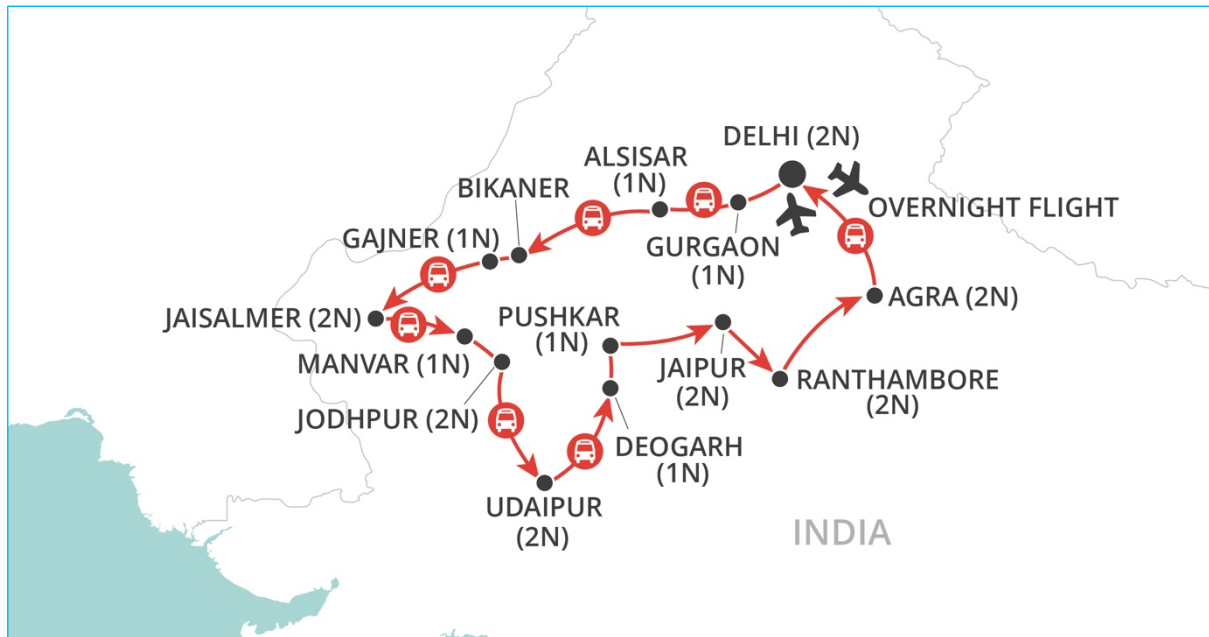 DELHI (2N)
ALSISAR
(1N)
BIKANER
OVERNIGHT FLIGHT
GAJNER (1N)
GURGAON
(1N)
AGRA (2N)
JAISALMER (2N)
PUSHKAR
(1N)
MANVAR (1N)
JAIPUR
(2N)
RANTHAMBORE
(2N)
JODHPUR (2N)
DEOGARH
(1N)
UDAIPUR
(2N)
INDIA